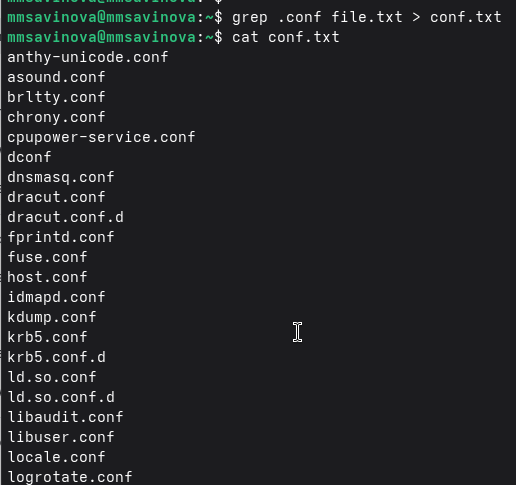 mmsavinova@mmsavinova:~$ grep .conf file.txt > conf.txt
mmsavinova@mmsavinova:~$ cat conf.txt
anthy-unicode.conf
asound.conf
brltty.conf
chrony.conf
cpupower-service.conf
dconf
dnsmasq.conf
dracut.conf
dracut.conf.d
fprintd.conf
fuse.conf
host.conf
idmapd.conf
kdump.conf
krb5.conf
krb5.conf.d
ld.so.conf
ld.so.conf.d
libaudit.conf
libuser.conf
locale.conf
logrotate.conf